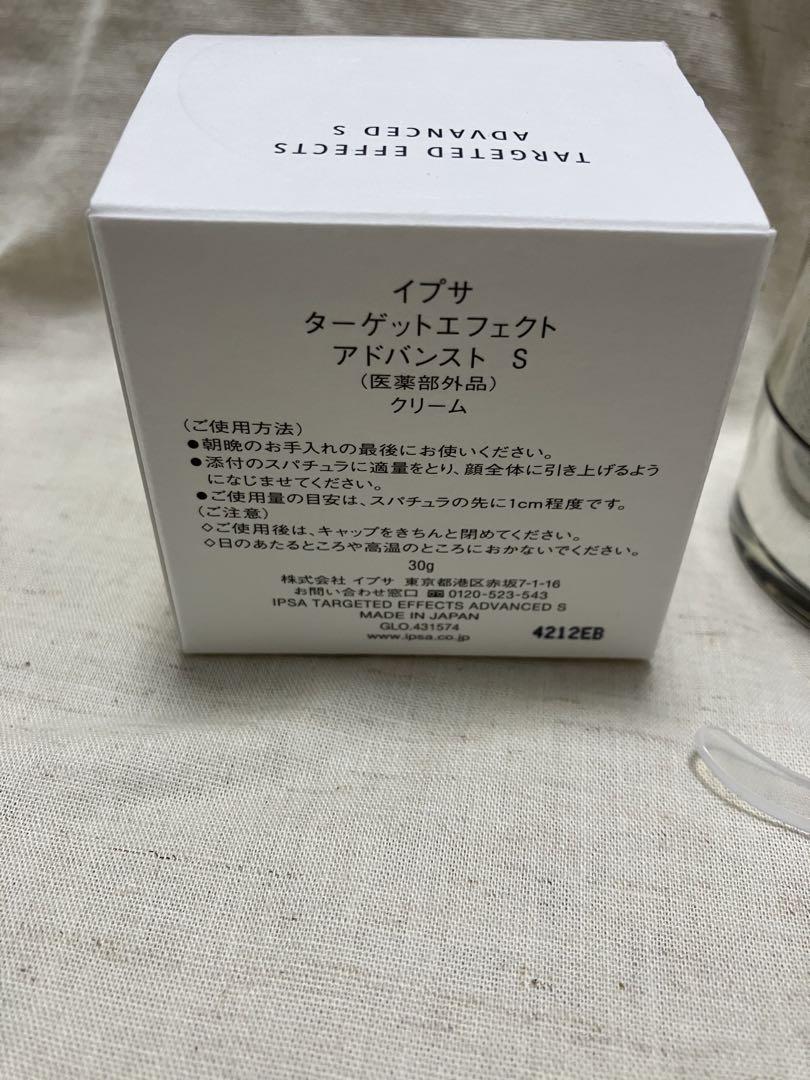 TARGETED EFFECTS
ADVANCED S
イプサ
ターゲットエフェクト
アドバンスト S
（医薬部外品）
クリーム
（ご使用方法）
●朝晩のお手入れの最後にお使いください。
●添付のスパチュラに適量をとり、顔全体に引き上げるよう
になじませてください。
●ご使用量の目安は、スパチュラの先に1cm程度です。
（ご注意）
◇ご使用後は、キャップをきちんと閉めてください。
◇日のあたるところや高温のところにおかないでください。
30g
株式会社 イプサ 東京都港区赤坂7-1-16
お問い合わせ窓口 0120-523-543
IPSA TARGETED EFFECTS ADVANCED S
MADE IN JAPAN
GLO.431574
www.ipsa.co.jp
4212EB